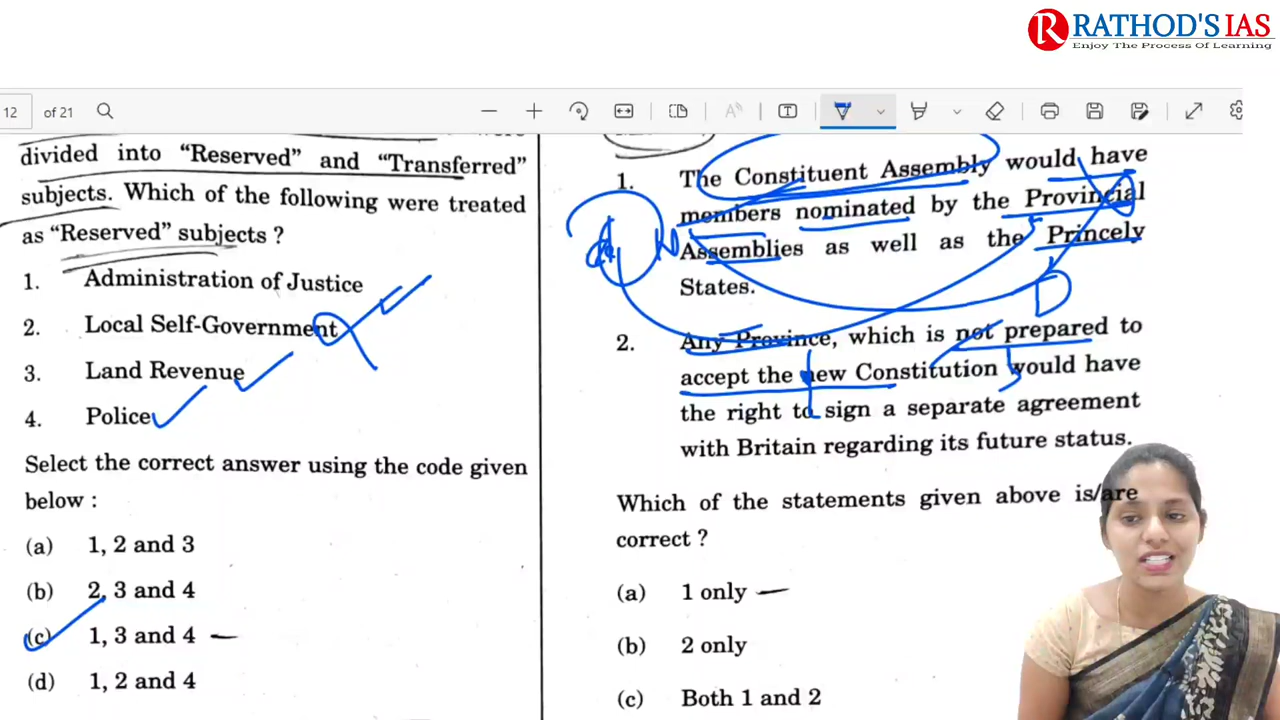 RATHOD'S IAS
Enjoy The Process Of Learning
12 of 21
divided into “Reserved” and “Transferred”
subjects. Which of the following were treated
as “Reserved” subjects ?
1. Administration of Justice
2. Local Self-Government
3. Land Revenue
4. Police
Select the correct answer using the code given
below :
(a) 1, 2 and 3
(b) 2, 3 and 4
(c) 1, 3 and 4
(d) 1, 2 and 4
1. The Constituent Assembly would have
members nominated by the Provincial
Assemblies as well as the Princely
States.
2. Any Province, which is not prepared to
accept the new Constitution would have
the right to sign a separate agreement
with Britain regarding its future status.
Which of the statements given above is/are
correct ?
(a) 1 only
(b) 2 only
(c) Both 1 and 2